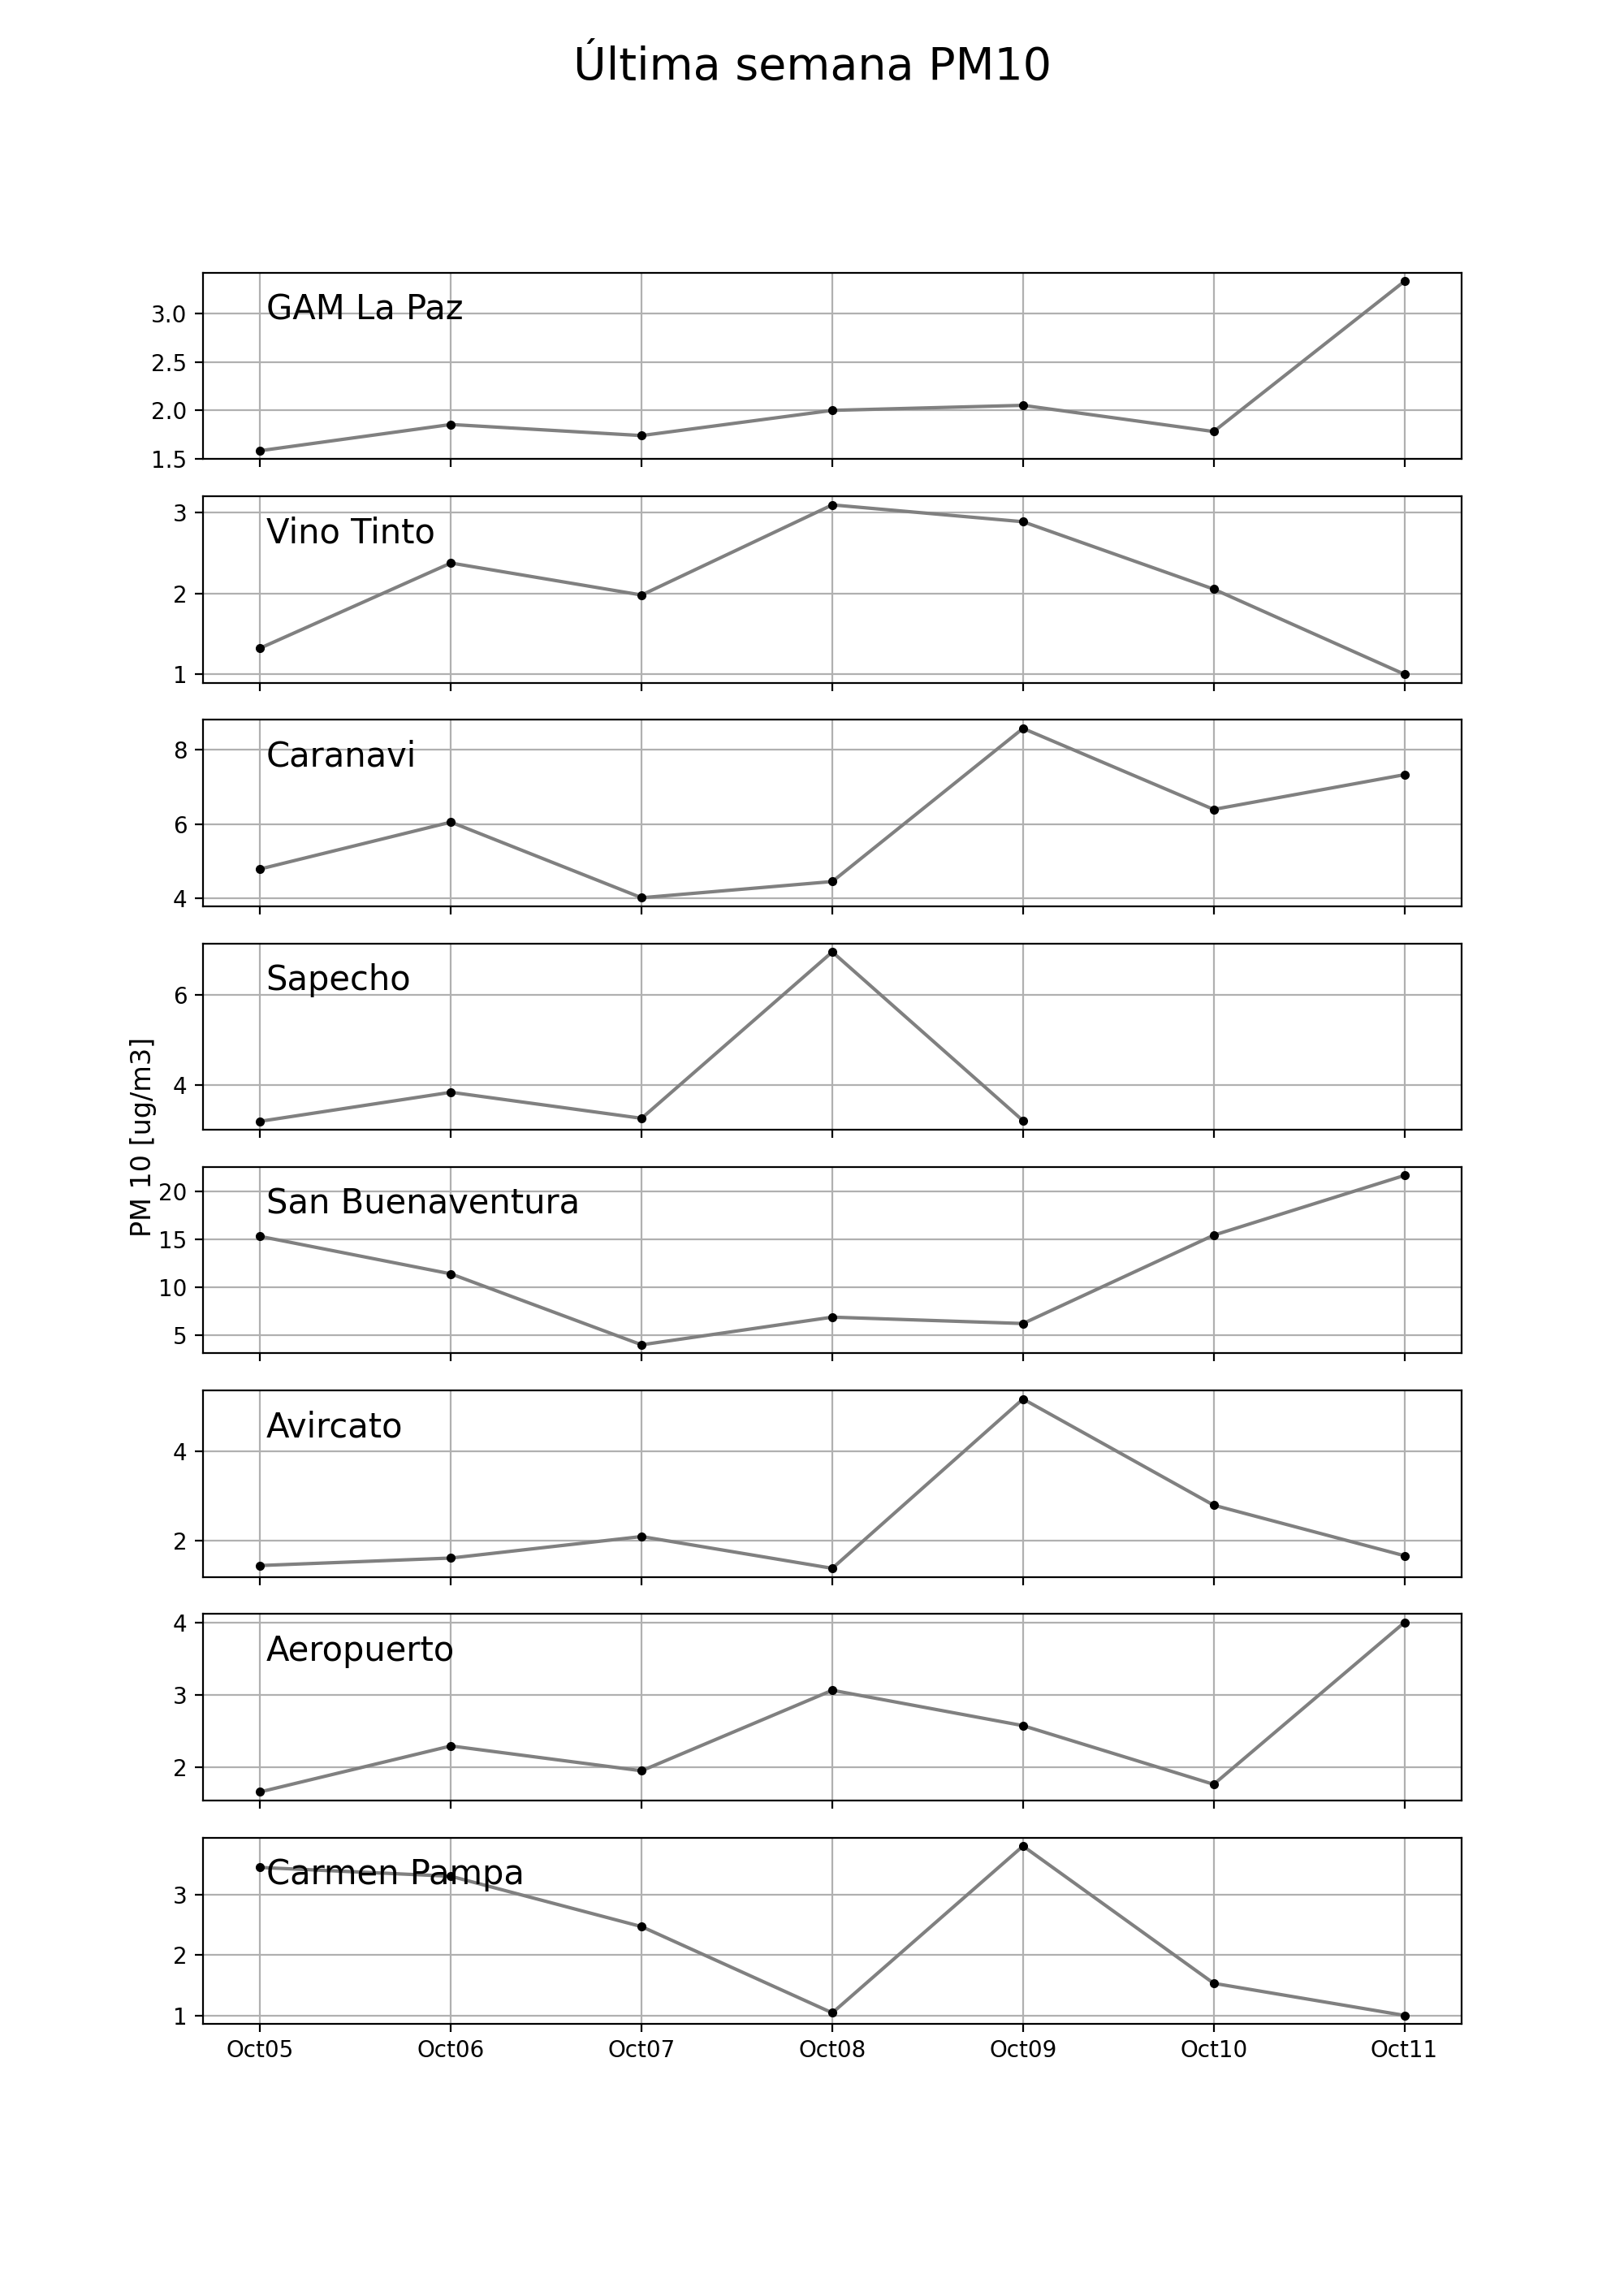 Última semana PM10
GAM La Paz
3.0
2.5
2.0
1.5
Vino Tinto
3
2
1
Caranavi
8
6
4
Sapecho
6
4
PM 10 [ug/m3]
San Buenaventura
20
15
10
5
Avircato
4
2
Aeropuerto
4
3
2
Carmen Pampa
3
2
1
Oct05 Oct06 Oct07 Oct08 Oct09 Oct10 Oct11